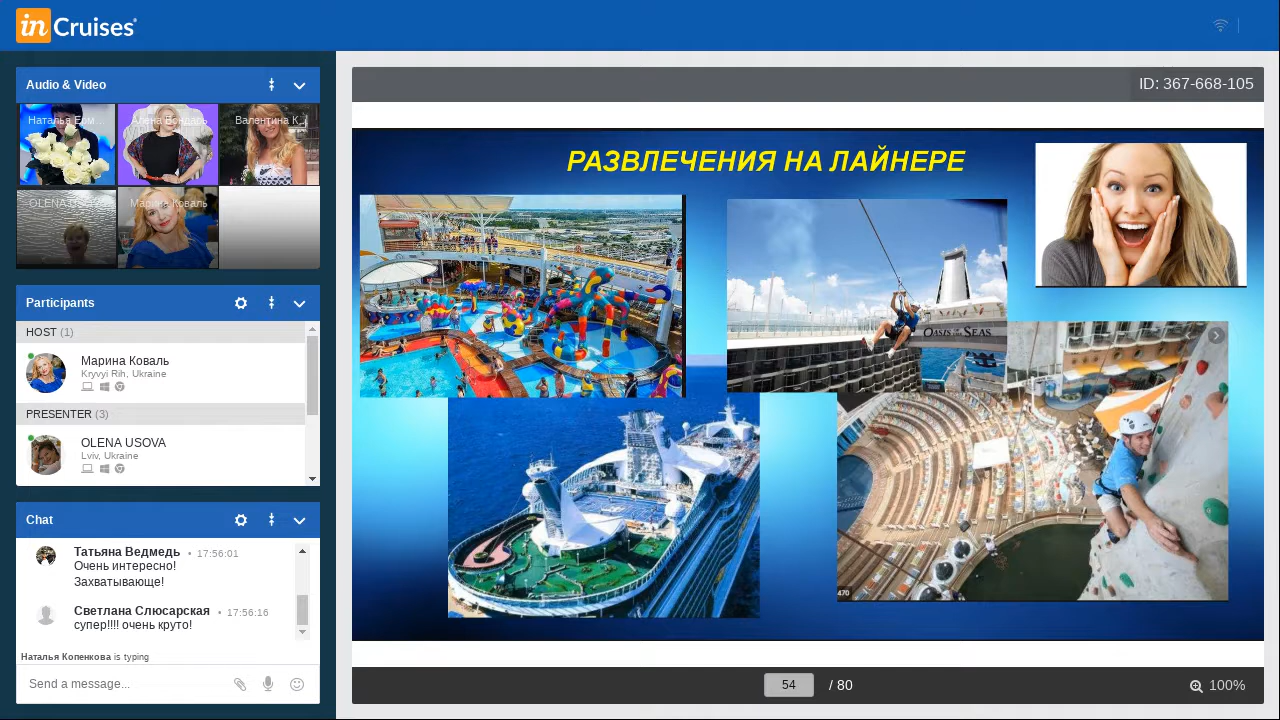 in Cruises®
Audio & Video
ID: 367-668-105
Наталья Ерм...
Алена Бондарь
Валентина К...
OLENA USOVA
Марина Коваль
Participants
HOST (1)
Марина Коваль
Kryvyi Rih, Ukraine
PRESENTER (3)
OLENA USOVA
Lviv, Ukraine
Chat
Татьяна Ведмедь • 17:56:01
Очень интересно!
Захватывающе!
Светлана Слюсарская • 17:56:16
супер!!!! очень круто!
Наталья Копенкова is typing
Send a message...
РАЗВЛЕЧЕНИЯ НА ЛАЙНЕРЕ
OASIS OF THE SEAS
470
54 / 80
100%